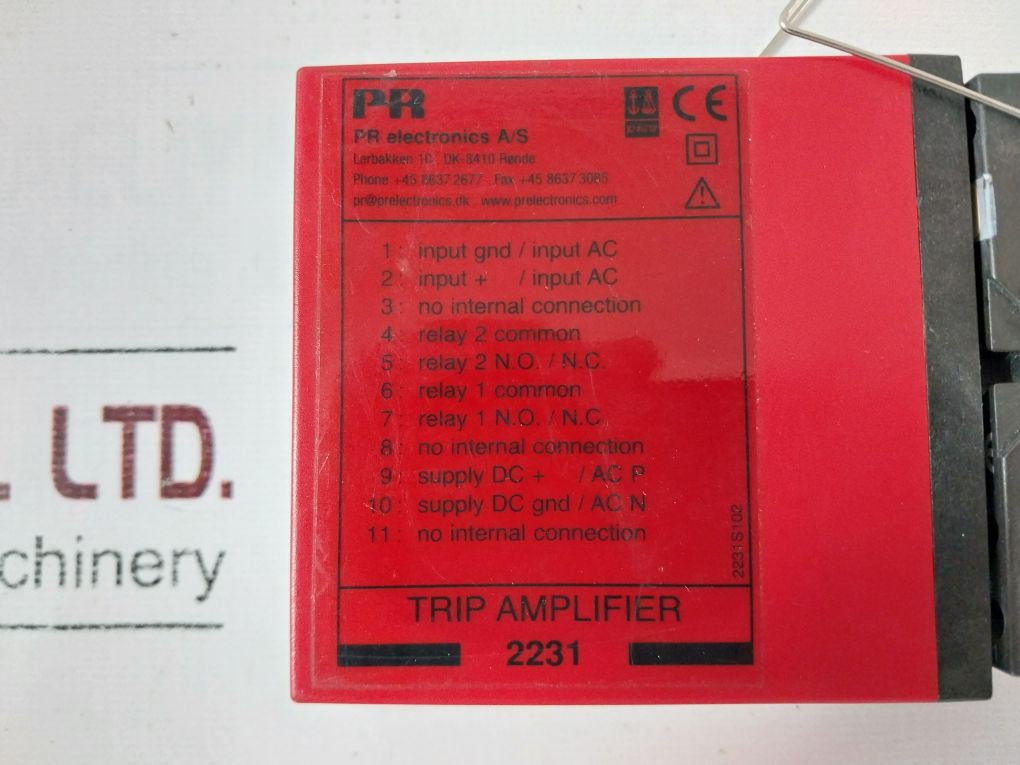 PR
PR electronics A/S
Lerbakken 10 DK-8410 Rønde
Phone +45 8637 2677 . Fax +45 8637 3085
pr@prelectronics.dk . www.prelectronics.com
CE
1 : input gnd / input AC
2 : input + / input AC
3 : no internal connection
4 : relay 2 common
5 : relay 2 N.O. / N.C.
6 : relay 1 common
7 : relay 1 N.O. / N.C.
8 : no internal connection
9 : supply DC + / AC P
10 : supply DC gnd / AC N
11 : no internal connection
2231S102
TRIP AMPLIFIER
2231
. LTD.
chinery